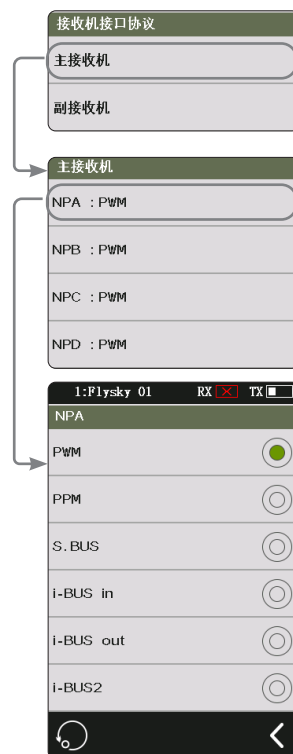 接收机接口协议
主接收机
副接收机
主接收机
NPA : PWM
NPB : PWM
NPC : PWM
NPD : PWM
1:Flysky 01 RX TX
NPA
PWM
PPM
S.BUS
i-BUS in
i-BUS out
i-BUS2